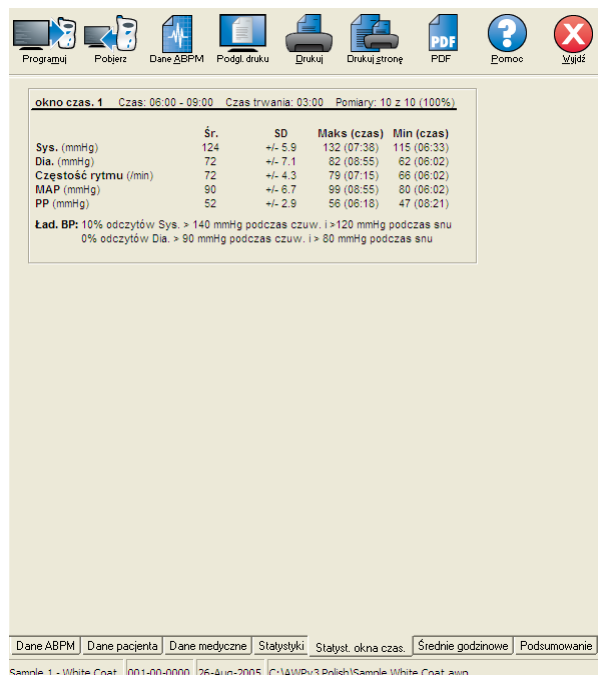 Programuj Pobierz Dane ABPM Podgl. druku Drukuj Drukuj stronę PDF PDF Pomoc Wyjdź
okno czas. 1 Czas: 06:00 - 09:00 Czas trwania: 03:00 Pomiary: 10 z 10 (100%)
Śr. SD Maks (czas) Min (czas)
Sys. (mmHg) 124 +/- 5.9 132 (07:38) 115 (06:33)
Dia. (mmHg) 72 +/- 7.1 82 (08:55) 62 (06:02)
Częstość rytmu (/min) 72 +/- 4.3 79 (07:15) 66 (06:02)
MAP (mmHg) 90 +/- 6.7 99 (08:55) 80 (06:02)
PP (mmHg) 52 +/- 2.9 56 (06:18) 47 (08:21)
Ład. BP: 10% odczytów Sys. > 140 mmHg podczas czuw. i >120 mmHg podczas snu
0% odczytów Dia. > 90 mmHg podczas czuw. i > 80 mmHg podczas snu
Dane ABPM Dane pacjenta Dane medyczne Statystyki Statyst. okna czas. Średnie godzinowe Podsumowanie
Sample 1 - White Coat 001-00-0000 26-Aug-2005 C:\AWPv3 Polish\Sample White Coat.awp